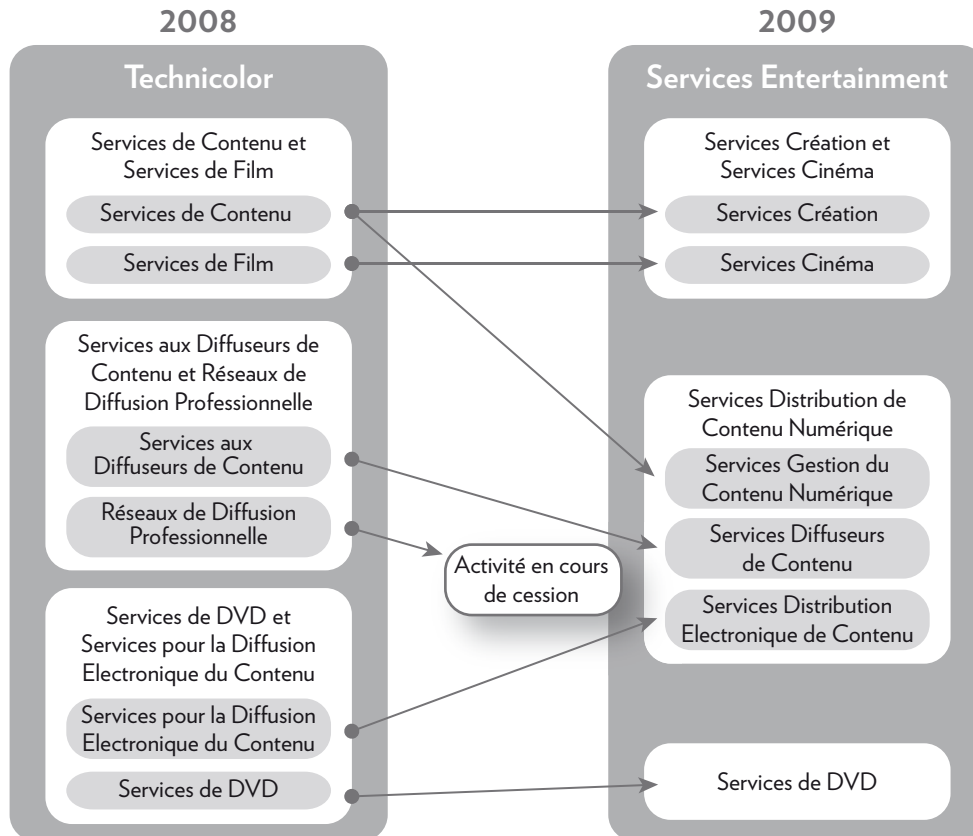 2008
Technicolor
Services de Contenu et
Services de Film
Services de Contenu
Services de Film
Services aux Diffuseurs de
Contenu et Réseaux de
Diffusion Professionnelle
Services aux
Diffuseurs de Contenu
Réseaux de Diffusion
Professionnelle
Services de DVD et
Services pour la Diffusion
Electronique du Contenu
Services pour la Diffusion
Electronique du Contenu
Services de DVD
Activité en cours
de cession
2009
Services Entertainment
Services Création et
Services Cinéma
Services Création
Services Cinéma
Services Distribution de
Contenu Numérique
Services Gestion du
Contenu Numérique
Services Diffuseurs
de Contenu
Services Distribution
Electronique de Contenu
Services de DVD